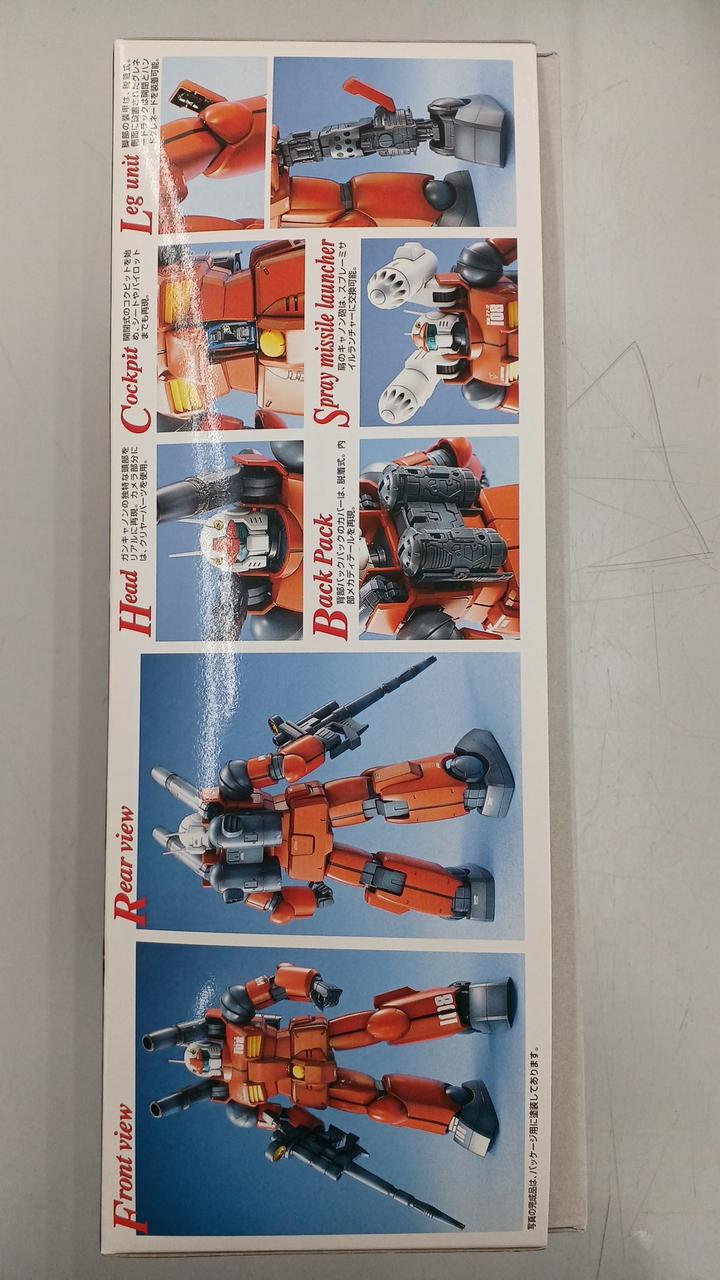 Front view
Rear view
Head
ガンキャノンの独特な頭部を
リアルに再現。カメラ部分に
は、クリヤーパーツを使用。
Cockpit
開閉式のコクピットを始
め、シートやパイロット
までも再現。
Leg unit
脚部の装甲は、脱着式。
側面に設置されたグレネ
ードラックは開閉とハン
ドグレネードを装着可能。
Back Pack
背部バックパックのカバーは、脱着式。内
部メカディテールを再現。
Spray missile launcher
肩のキャノン砲は、スプレーミサ
イルランチャーに交換可能。
108
108
写真の完成品は、パッケージ用に塗装してあります。